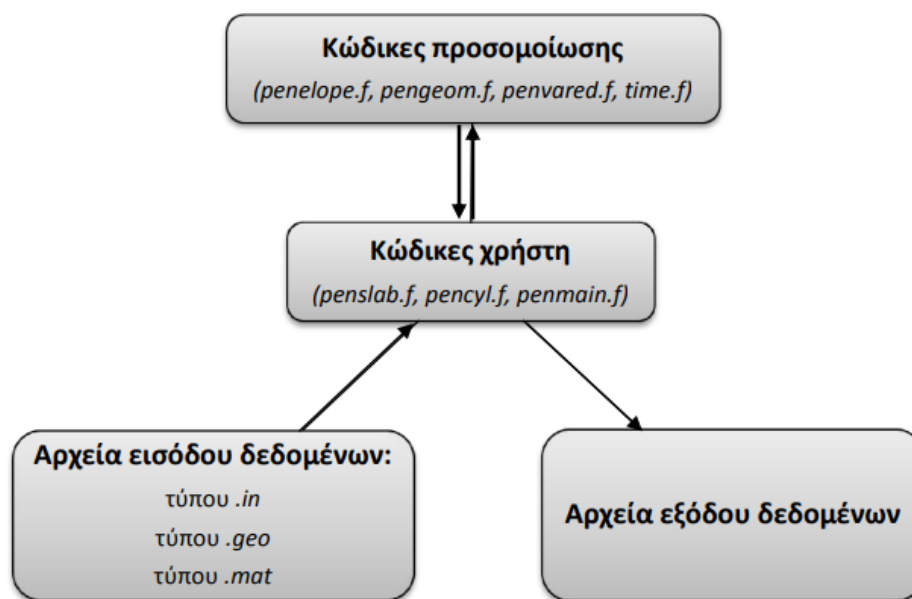 Κώδικες προσομοίωσης
(penelope.f, pengeom.f, penvared.f, time.f)
Κώδικες χρήστη
(penslab.f, pencyl.f, penmain.f)
Αρχεία εισόδου δεδομένων:
τύπου .in
τύπου .geo
τύπου .mat
Αρχεία εξόδου δεδομένων